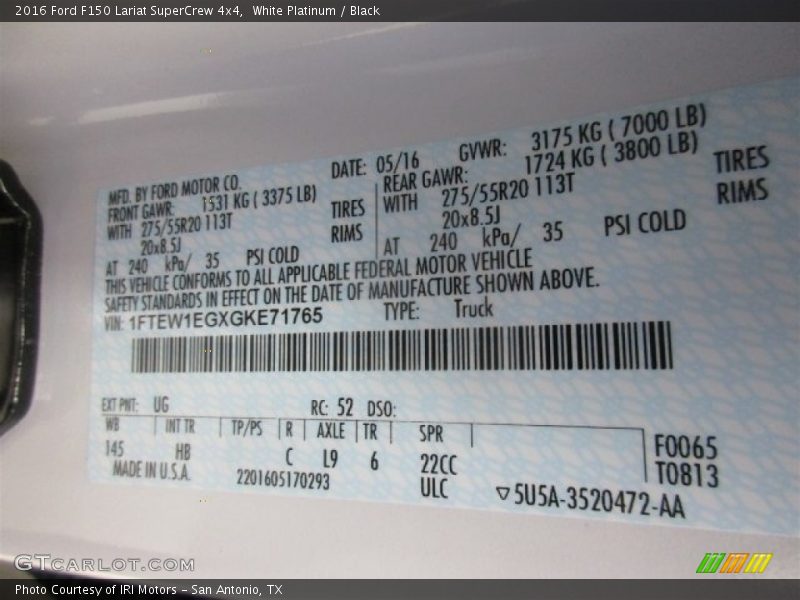 2016 Ford F150 Lariat SuperCrew 4x4, White Platinum / Black
MFD. BY FORD MOTOR CO.
DATE: 05/16 GVWR: 3175 KG ( 7000 LB)
FRONT GAWR: 1531 KG ( 3375 LB)
REAR GAWR: 1724 KG ( 3800 LB)
WITH 275/55R20 113T TIRES
WITH 275/55R20 113T TIRES
20x8.5J RIMS
20x8.5J RIMS
AT 240 kPa/ 35 PSI COLD
AT 240 kPa/ 35 PSI COLD
THIS VEHICLE CONFORMS TO ALL APPLICABLE FEDERAL MOTOR VEHICLE
SAFETY STANDARDS IN EFFECT ON THE DATE OF MANUFACTURE SHOWN ABOVE.
VIN: 1FTEW1EGXGKE71765 TYPE: Truck
EXT PNT: UG RC: 52 DSO:
WB INT TR TP/PS R AXLE TR SPR
145 HB C L9 6 22CC
F0065
T0813
MADE IN U.S.A. 2201605170293 ULC
▽5U5A-3520472-AA
GTCarLot.com
Photo Courtesy of IRI Motors – San Antonio, TX